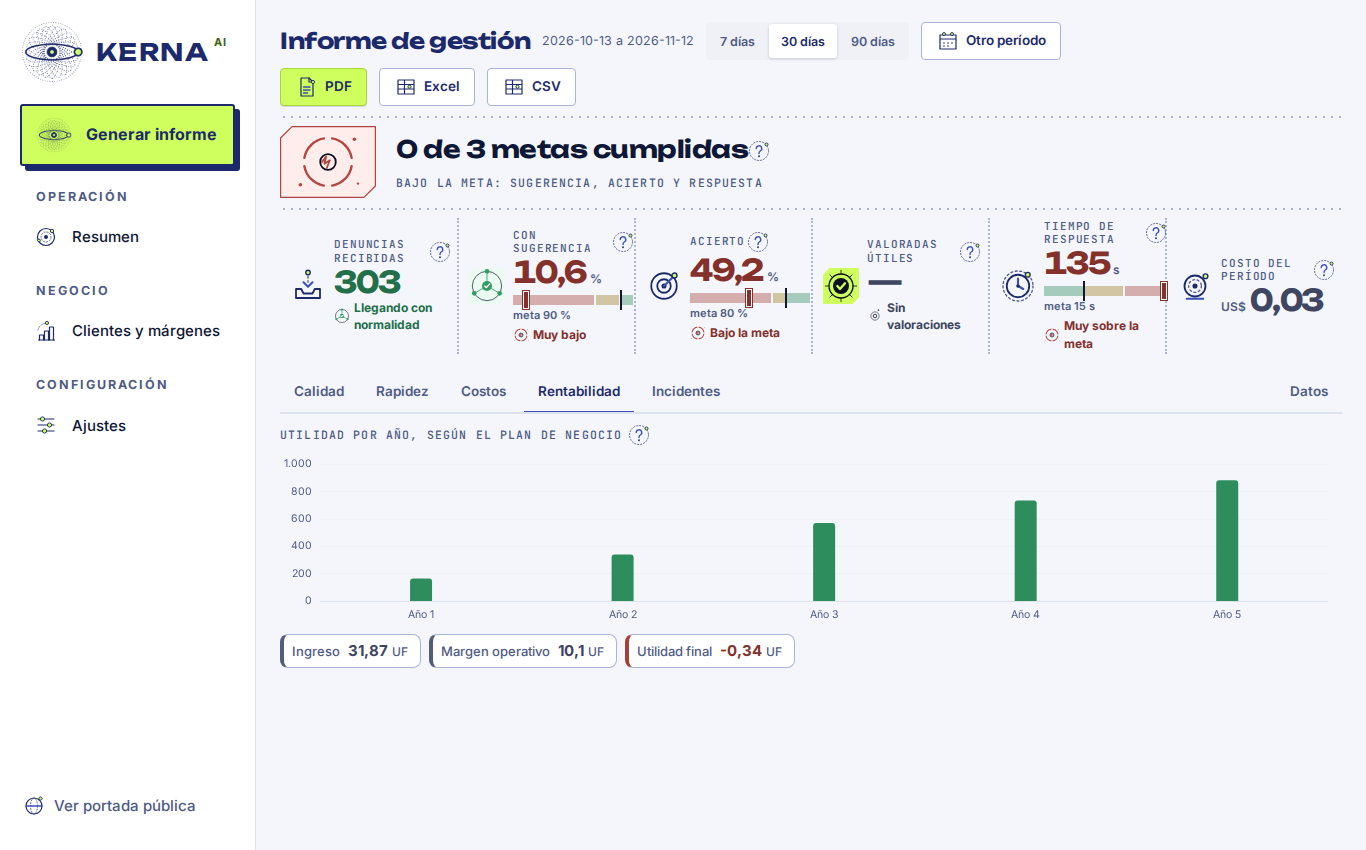 KERNA AI
Generar informe
OPERACIÓN
Resumen
NEGOCIO
Clientes y márgenes
CONFIGURACIÓN
Ajustes
Ver portada pública
Informe de gestión 2026-10-13 a 2026-11-12 7 días 30 días 90 días Otro período
PDF Excel CSV
0 de 3 metas cumplidas ?
BAJO LA META: SUGERENCIA, ACIERTO Y RESPUESTA
DENUNCIAS
RECIBIDAS ?
303
Llegando con
normalidad
CON
SUGERENCIA ?
10,6 %
meta 90 %
Muy bajo
ACIERTO ?
49,2 %
meta 80 %
Bajo la meta
VALORADAS
ÚTILES ?
—
Sin
valoraciones
TIEMPO DE
RESPUESTA ?
135 s
meta 15 s
Muy sobre la
meta
COSTO DEL
PERÍODO ?
US$ 0,03
Calidad Rapidez Costos Rentabilidad Incidentes Datos
UTILIDAD POR AÑO, SEGÚN EL PLAN DE NEGOCIO ?
1.000
800
600
400
200
0
Año 1 Año 2 Año 3 Año 4 Año 5
Ingreso 31,87 UF Margen operativo 10,1 UF Utilidad final -0,34 UF